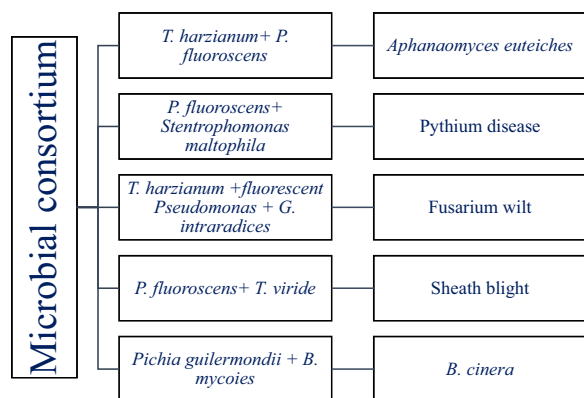 Microbial consortium
T. harzianum+ P.
fluoroscens
Aphanaomyces euteiches
P. fluoroscens+
Stentrophomonas
maltophila
Pythium disease
T. harzianum +fluorescent
Pseudomonas + G.
intraradices
Fusarium wilt
P. fluoroscens+ T. viride
Sheath blight
Pichia guilermondii + B.
mycoies
B. cinera